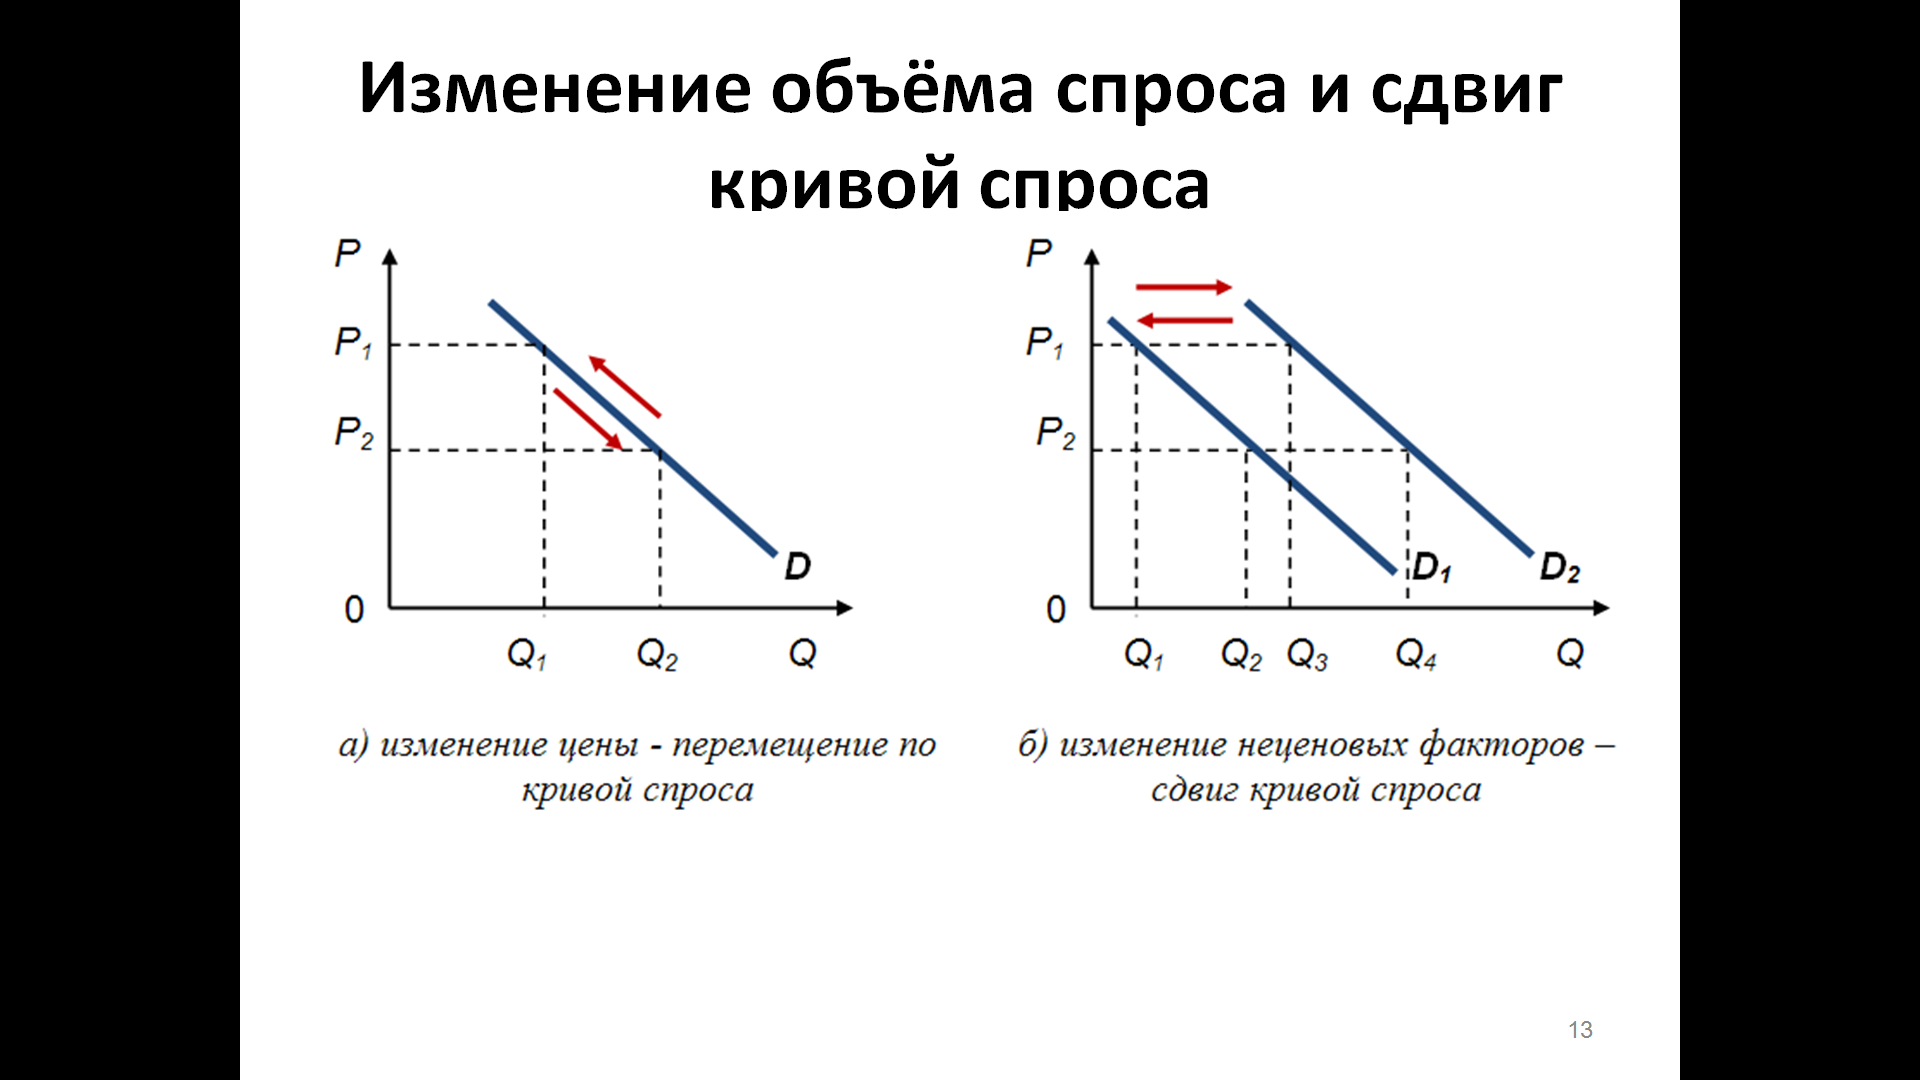 Изменение объёма спроса и сдвиг
кривой спроса
P
P1
P2
0
Q1 Q2 Q
D
P
P1
P2
0
Q1 Q2 Q3 Q4 Q
D1 D2
а) изменение цены - перемещение по
кривой спроса
б) изменение неценовых факторов –
сдвиг кривой спроса
13